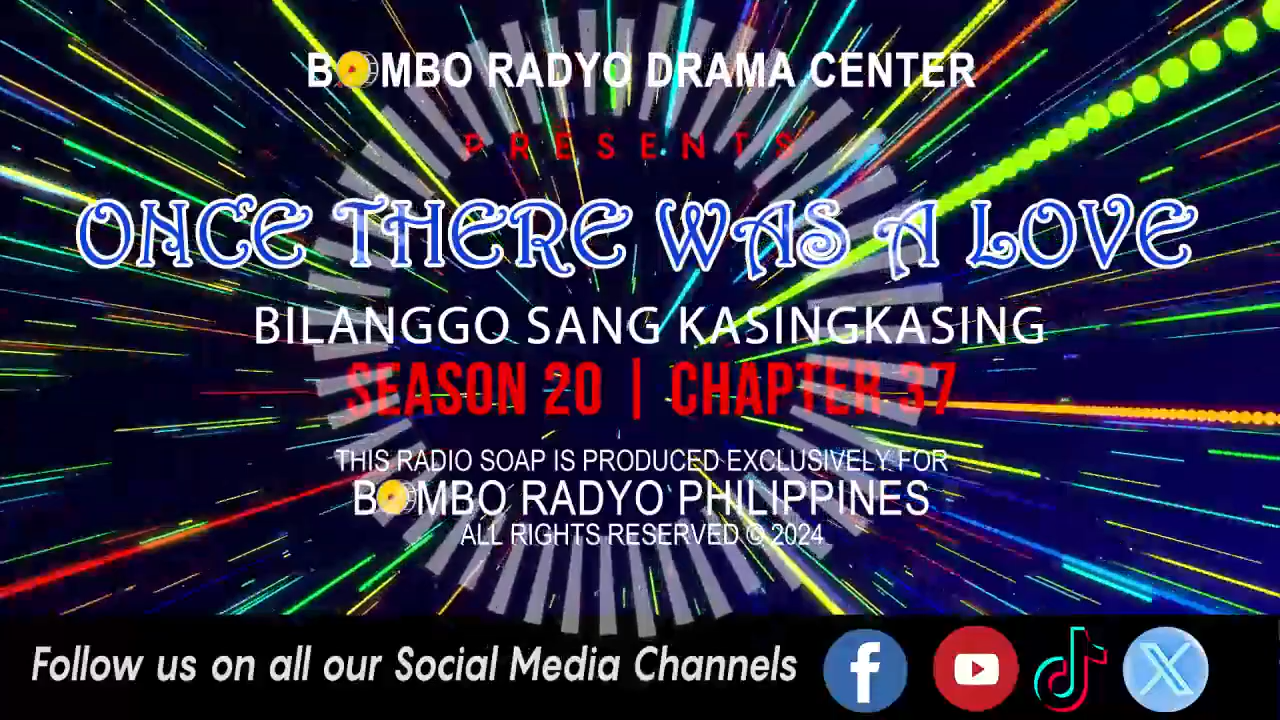 BOMBO RADYO DRAMA CENTER
PRESENTS
ONCE THERE WAS A LOVE
BILANGGO SANG KASINGKASING
SEASON 20 | CHAPTER 37
THIS RADIO SOAP IS PRODUCED EXCLUSIVELY FOR
BOMBO RADYO PHILIPPINES
ALL RIGHTS RESERVED © 2024
Follow us on all our Social Media Channels